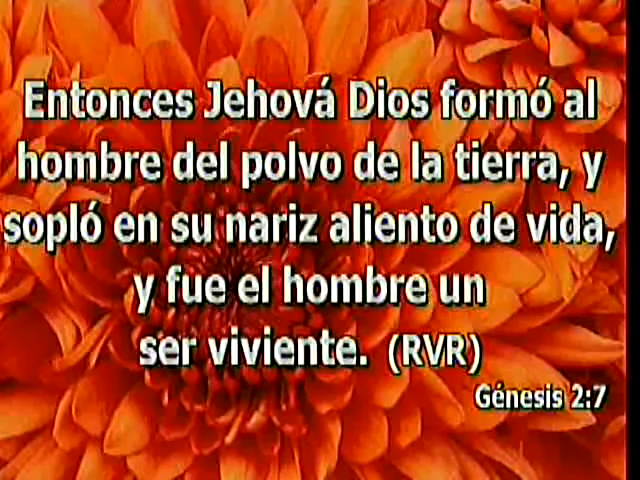 Entonces Jehová Dios formó al
hombre del polvo de la tierra, y
sopló en su nariz aliento de vida,
y fue el hombre un
ser viviente. (RVR)
Génesis 2:7